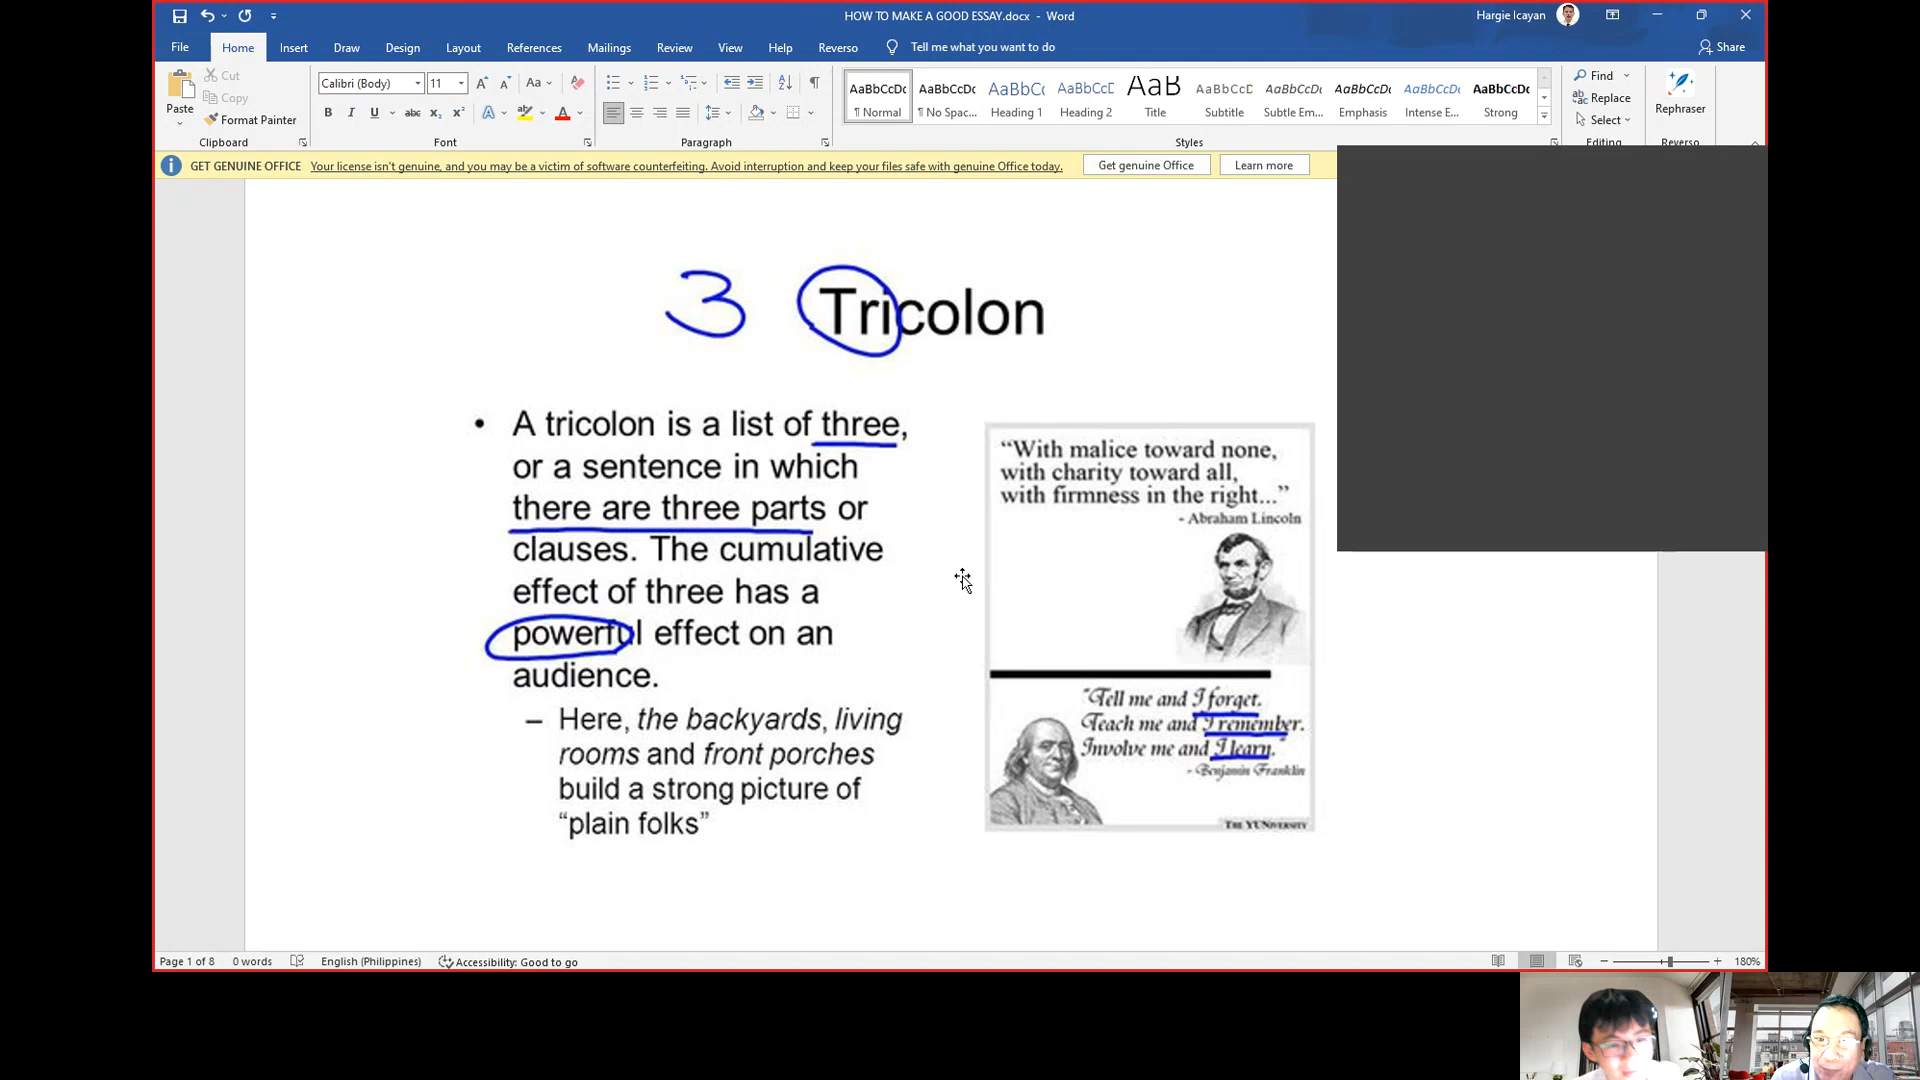 HOW TO MAKE A GOOD ESSAY.docx - Word
Hargie Icayan
File Home Insert Draw Design Layout References Mailings Review View Help Reverso Tell me what you want to do Share
Paste
Cut
Copy
Format Painter
Clipboard
Calibri (Body) 11
Font
Paragraph
AaBbCcDc AaBbCcDc AaBbC AaBbCcD AaB AaBbCcD AaBbCcDc AaBbCcDc AaBbCcDc AaBbCcDc
¶ Normal ¶ No Spac... Heading 1 Heading 2 Title Subtitle Subtle Em... Emphasis Intense E... Strong
Styles
Find
Replace
Select
Editing
Rephraser
Reverso
GET GENUINE OFFICE Your license isn't genuine, and you may be a victim of software counterfeiting. Avoid interruption and keep your files safe with genuine Office today. Get genuine Office Learn more
3 Tricolon
• A tricolon is a list of three,
or a sentence in which
there are three parts or
clauses. The cumulative
effect of three has a
powerful effect on an
audience.
– Here, the backyards, living
rooms and front porches
build a strong picture of
“plain folks”
“With malice toward none,
with charity toward all,
with firmness in the right...”
- Abraham Lincoln
"Tell me and I forget.
Teach me and I remember.
Involve me and I learn."
- Benjamin Franklin
THE YUNIVERSITY
Page 1 of 8 0 words English (Philippines) Accessibility: Good to go 180%